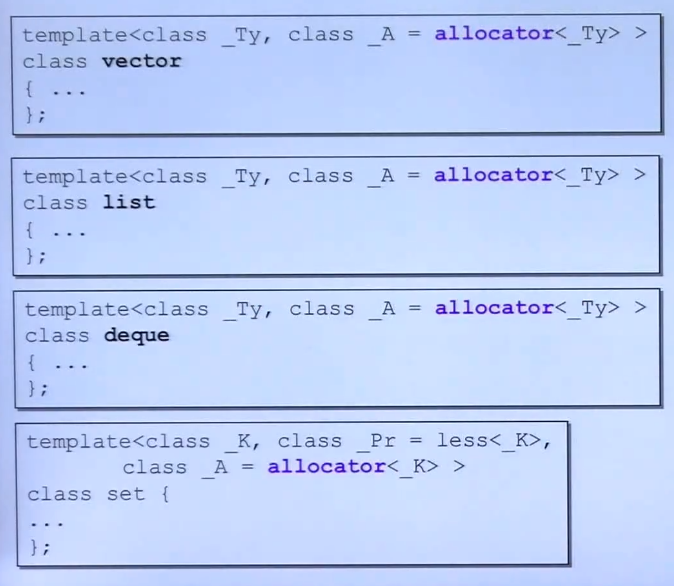 template<class _Ty, class _A = allocator<_Ty> >
class vector
{ ...
};
template<class _Ty, class _A = allocator<_Ty> >
class list
{ ...
};
template<class _Ty, class _A = allocator<_Ty> >
class deque
{ ...
};
template<class _K, class _Pr = less<_K>,
class _A = allocator<_K> >
class set {
...
};